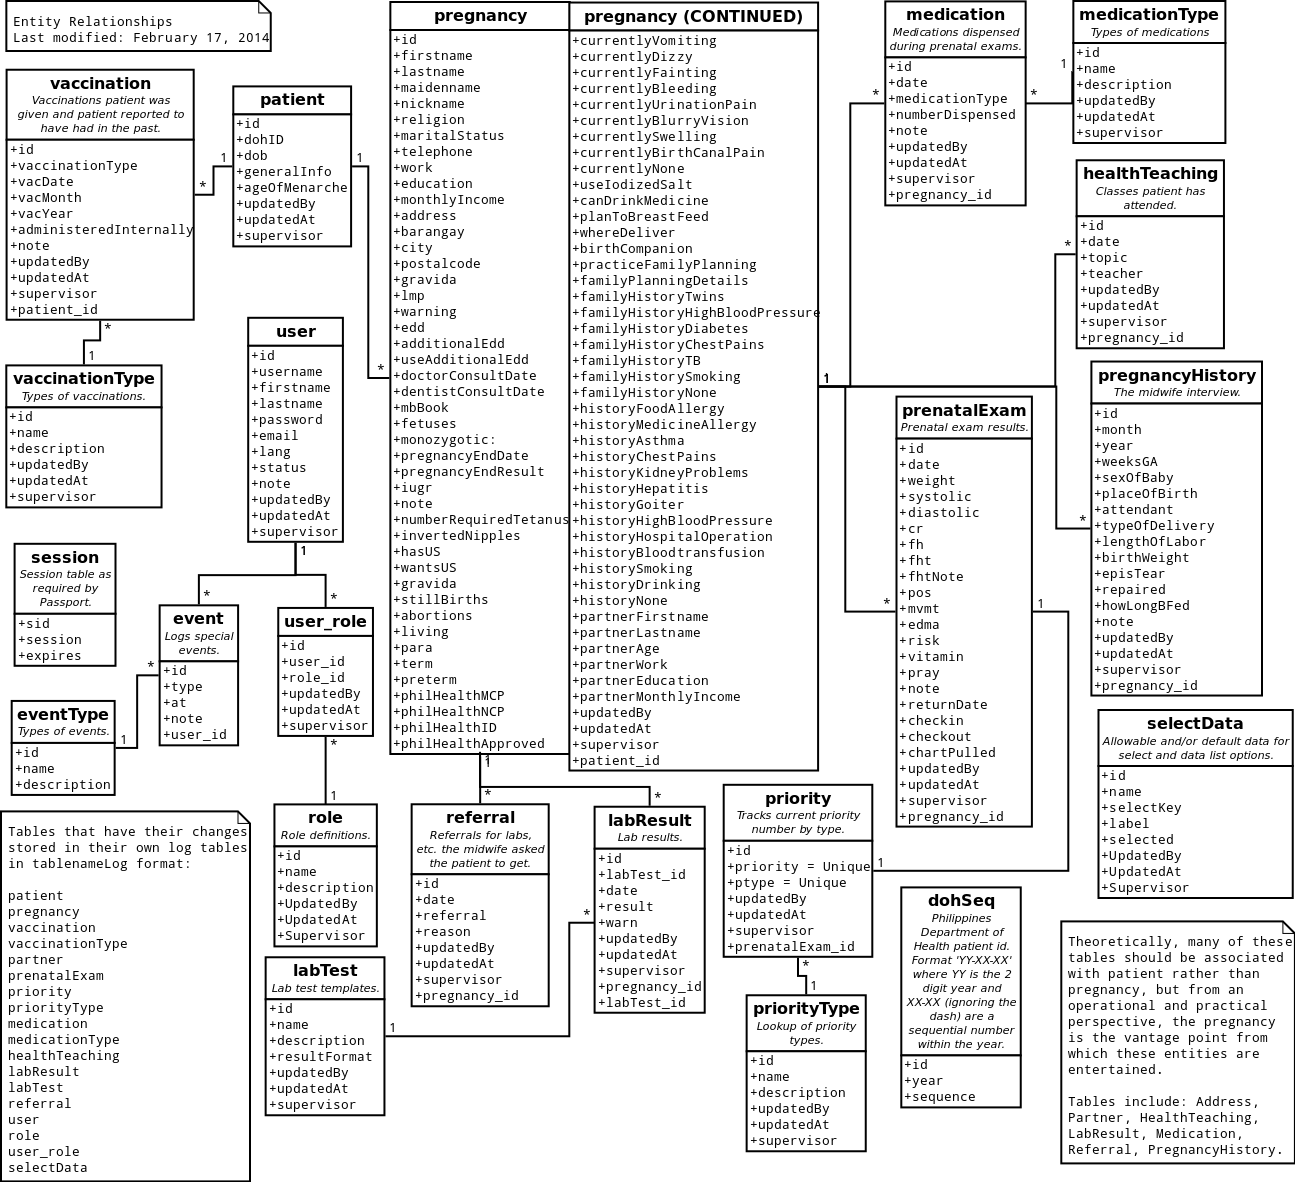 Entity Relationships
Last modified: February 17, 2014
vaccination
Vaccinations patient was
given and patient reported to
have had in the past.
+id
+vaccinationType
+vacDate
+vacMonth
+vacYear
+administeredInternally
+note
+updatedBy
+updatedAt
+supervisor
+patient_id
*
1
vaccinationType
Types of vaccinations.
+id
+name
+description
+updatedBy
+updatedAt
+supervisor
*
1
patient
+id
+dohID
+dob
+generalInfo
+ageOfMenarche
+updatedBy
+updatedAt
+supervisor
1
*
user
+id
+username
+firstname
+lastname
+password
+email
+lang
+status
+note
+updatedBy
+updatedAt
+supervisor
1
*
*
session
Session table as
required by
Passport.
+sid
+session
+expires
event
Logs special
events.
+id
+type
+at
+note
+user_id
*
1
eventType
Types of events.
+id
+name
+description
user_role
+id
+user_id
+role_id
+updatedBy
+updatedAt
+supervisor
*
1
role
Role definitions.
+id
+name
+description
+UpdatedBy
+UpdatedAt
+Supervisor
Tables that have their changes
stored in their own log tables
in tablenameLog format:
patient
pregnancy
vaccination
vaccinationType
partner
prenatalExam
priority
priorityType
medication
medicationType
healthTeaching
labResult
labTest
referral
user
role
user_role
selectData
pregnancy
+id
+firstname
+lastname
+maidenname
+nickname
+religion
+maritalStatus
+telephone
+work
+education
+monthlyIncome
+address
+barangay
+city
+postalcode
+gravida
+lmp
+warning
+edd
+additionalEdd
+useAdditionalEdd
+doctorConsultDate
+dentistConsultDate
+mbBook
+fetuses
+monozygotic:
+pregnancyEndDate
+pregnancyEndResult
+iugr
+note
+numberRequiredTetanus
+invertedNipples
+hasUS
+wantsUS
+gravida
+stillBirths
+abortions
+living
+para
+term
+preterm
+philHealthMCP
+philHealthNCP
+philHealthID
+philHealthApproved
pregnancy (CONTINUED)
+currentlyVomiting
+currentlyDizzy
+currentlyFainting
+currentlyBleeding
+currentlyUrinationPain
+currentlyBlurryVision
+currentlySwelling
+currentlyBirthCanalPain
+currentlyNone
+useIodizedSalt
+canDrinkMedicine
+planToBreastFeed
+whereDeliver
+birthCompanion
+practiceFamilyPlanning
+familyPlanningDetails
+familyHistoryTwins
+familyHistoryHighBloodPressure
+familyHistoryDiabetes
+familyHistoryChestPains
+familyHistoryTB
+familyHistorySmoking
+familyHistoryNone
+historyFoodAllergy
+historyMedicineAllergy
+historyAsthma
+historyChestPains
+historyKidneyProblems
+historyHepatitis
+historyGoiter
+historyHighBloodPressure
+historyHospitalOperation
+historyBloodtransfusion
+historySmoking
+historyDrinking
+historyNone
+partnerFirstname
+partnerLastname
+partnerAge
+partnerWork
+partnerEducation
+partnerMonthlyIncome
+updatedBy
+updatedAt
+supervisor
+patient_id
1
*
*
referral
Referrals for labs,
etc. the midwife asked
the patient to get.
+id
+date
+referral
+reason
+updatedBy
+updatedAt
+supervisor
+pregnancy_id
labResult
Lab results.
+id
+labTest_id
+date
+result
+warn
+updatedBy
+updatedAt
+supervisor
+pregnancy_id
+labTest_id
*
1
labTest
Lab test templates.
+id
+name
+description
+resultFormat
+updatedBy
+updatedAt
+supervisor
1
*
*
*
*
medication
Medications dispensed
during prenatal exams.
+id
+date
+medicationType
+numberDispensed
+note
+updatedBy
+updatedAt
+supervisor
+pregnancy_id
*
1
medicationType
Types of medications
+id
+name
+description
+updatedBy
+updatedAt
+supervisor
healthTeaching
Classes patient has
attended.
+id
+date
+topic
+teacher
+updatedBy
+updatedAt
+supervisor
+pregnancy_id
pregnancyHistory
The midwife interview.
+id
+month
+year
+weeksGA
+sexOfBaby
+placeOfBirth
+attendant
+typeOfDelivery
+lengthOfLabor
+birthWeight
+episTear
+repaired
+howLongBFed
+note
+updatedBy
+updatedAt
+supervisor
+pregnancy_id
prenatalExam
Prenatal exam results.
+id
+date
+weight
+systolic
+diastolic
+cr
+fh
+fht
+fhtNote
+pos
+mvmt
+edma
+risk
+vitamin
+pray
+note
+returnDate
+checkin
+checkout
+chartPulled
+updatedBy
+updatedAt
+supervisor
+pregnancy_id
1
1
priority
Tracks current priority
number by type.
+id
+priority = Unique
+ptype = Unique
+updatedBy
+updatedAt
+supervisor
+prenatalExam_id
*
1
priorityType
Lookup of priority
types.
+id
+name
+description
+updatedBy
+updatedAt
+supervisor
dohSeq
Philippines
Department of
Health patient id.
Format 'YY-XX-XX'
where YY is the 2
digit year and
XX-XX (ignoring the
dash) are a
sequential number
within the year.
+id
+year
+sequence
selectData
Allowable and/or default data for
select and data list options.
+id
+name
+selectKey
+label
+selected
+UpdatedBy
+UpdatedAt
+Supervisor
Theoretically, many of these
tables should be associated
with patient rather than
pregnancy, but from an
operational and practical
perspective, the pregnancy
is the vantage point from
which these entities are
entertained.
Tables include: Address,
Partner, HealthTeaching,
LabResult, Medication,
Referral, PregnancyHistory.